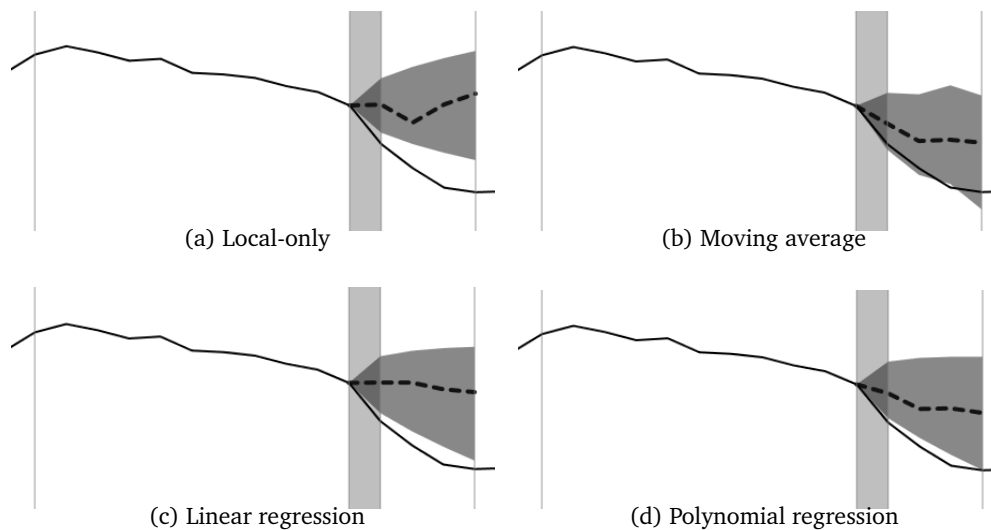 (a) Local-only
(b) Moving average
(c) Linear regression
(d) Polynomial regression